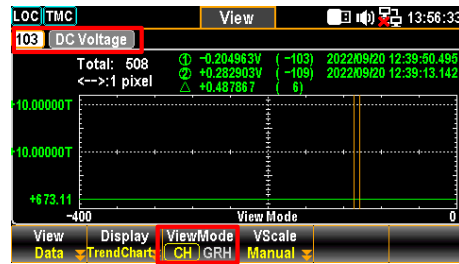 LOC TMC View 13:56:33
103 DC Voltage
Total: 508 ① -0.204963V (-103) 2022/09/20 12:39:50.495
<-->:1 pixel ② +0.282903V (-109) 2022/09/20 12:39:13.142
△ +0.487867 ( 6)
+10.00000T
+10.00000T
+673.11
-400 View Mode 0
View Display ViewMode VScale
Data TrendChart CH GRH Manual